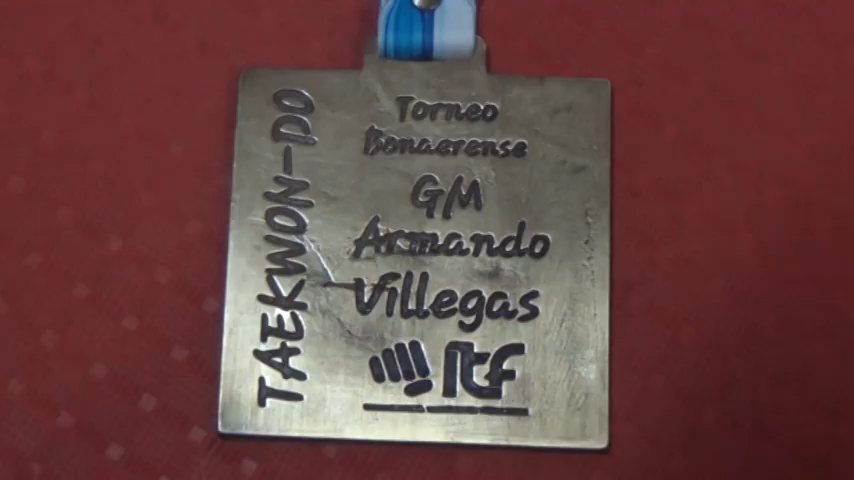 TAEKWON-DO
Torneo
Bonaerense
GM
Armando
Villegas
itf